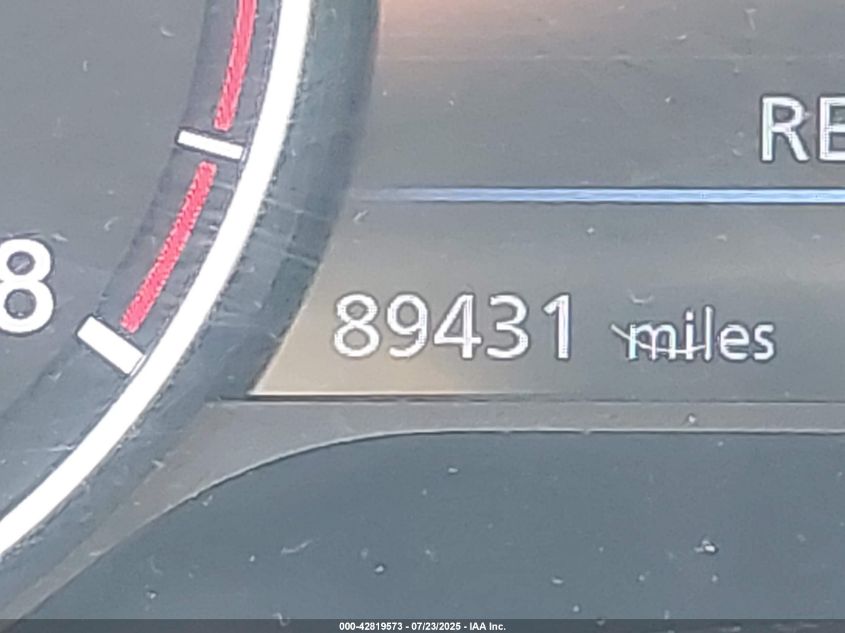 RE
8
89431 miles
000-42819573 - 07/23/2025 - IAA Inc.